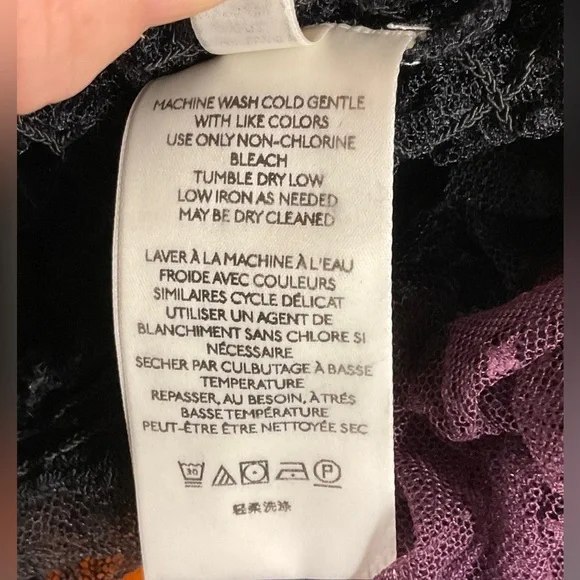 MACHINE WASH COLD GENTLE
WITH LIKE COLORS
USE ONLY NON-CHLORINE
BLEACH
TUMBLE DRY LOW
LOW IRON AS NEEDED
MAY BE DRY CLEANED
LAVER À LA MACHINE À L'EAU
FROIDE AVEC COULEURS
SIMILAIRES CYCLE DÉLICAT
UTILISER UN AGENT DE
BLANCHIMENT SANS CHLORE SI
NÉCESSAIRE
SECHER PAR CULBUTAGE À BASSE
TEMPERATURE
REPASSER, AU BESOIN, À TRÉS
BASSE TEMPÉRATURE
PEUT-ÊTRE ÊTRE NETTOYÉE SEC
30 P
轻柔洗涤